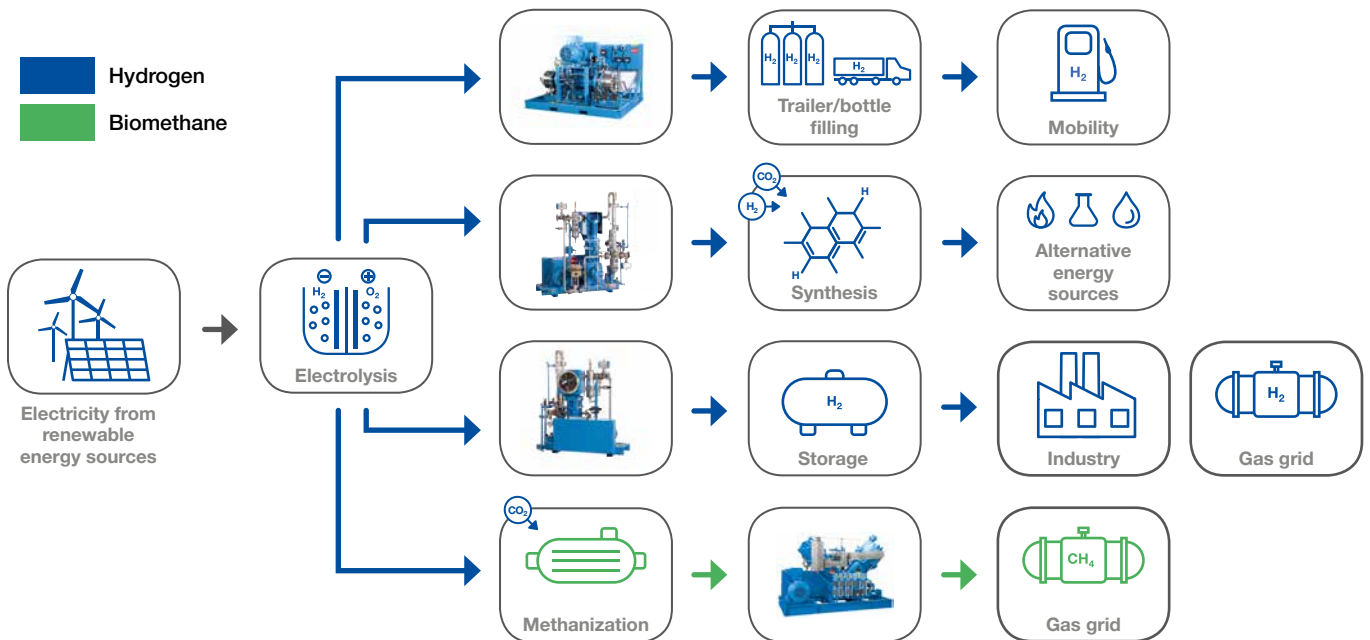 Hydrogen
Biomethane
Electricity from
renewable
energy sources
H2
O2
Electrolysis
H2
H2
H2
H2
Trailer/bottle
filling
H2
Mobility
CO2
H2
H
H
Synthesis
Alternative
energy
sources
H2
Storage
Industry
H2
Gas grid
CO2
Methanization
CH4
Gas grid